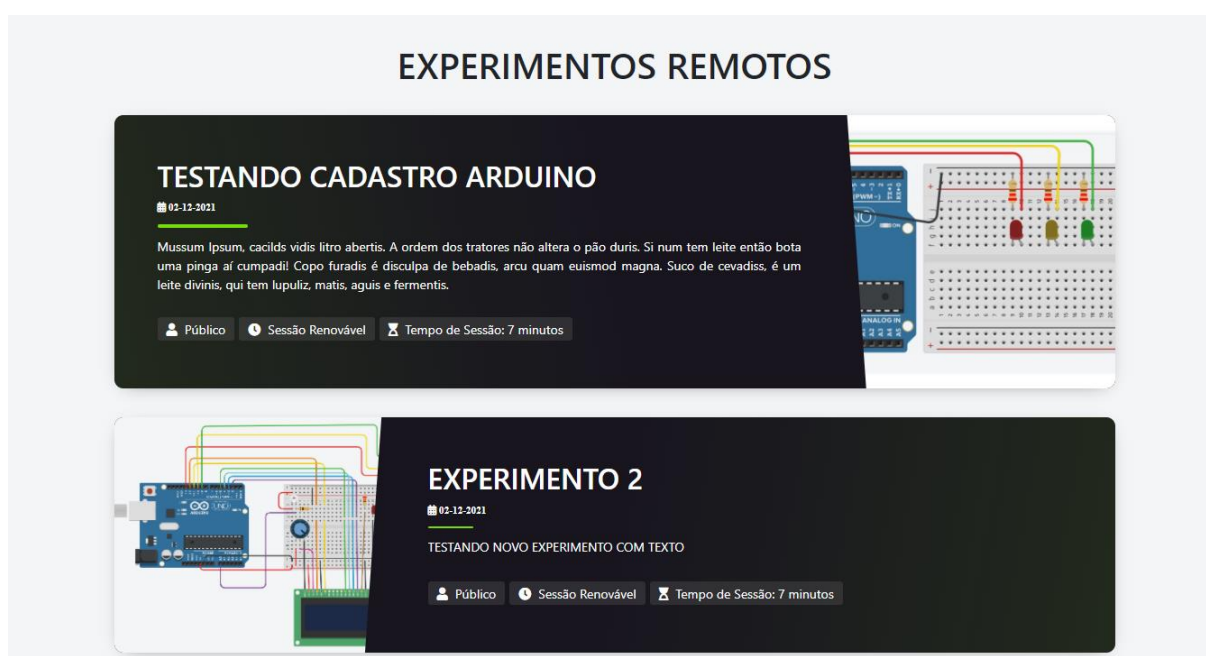 EXPERIMENTOS REMOTOS
TESTANDO CADASTRO ARDUINO
02-12-2021
Mussum Ipsum, cacilds vidis litro abertis. A ordem dos tratores não altera o pão duris. Si num tem leite então bota
uma pinga aí cumpadi! Copo furadis é disculpa de bebadis, arcu quam euismod magna. Suco de cevadiss, é um
leite divinis, qui tem lupuliz, matis, aguis e fermentis.
Público
Sessão Renovável
Tempo de Sessão: 7 minutos
ANALOG IN
EXPERIMENTO 2
02-12-2021
TESTANDO NOVO EXPERIMENTO COM TEXTO
Público
Sessão Renovável
Tempo de Sessão: 7 minutos